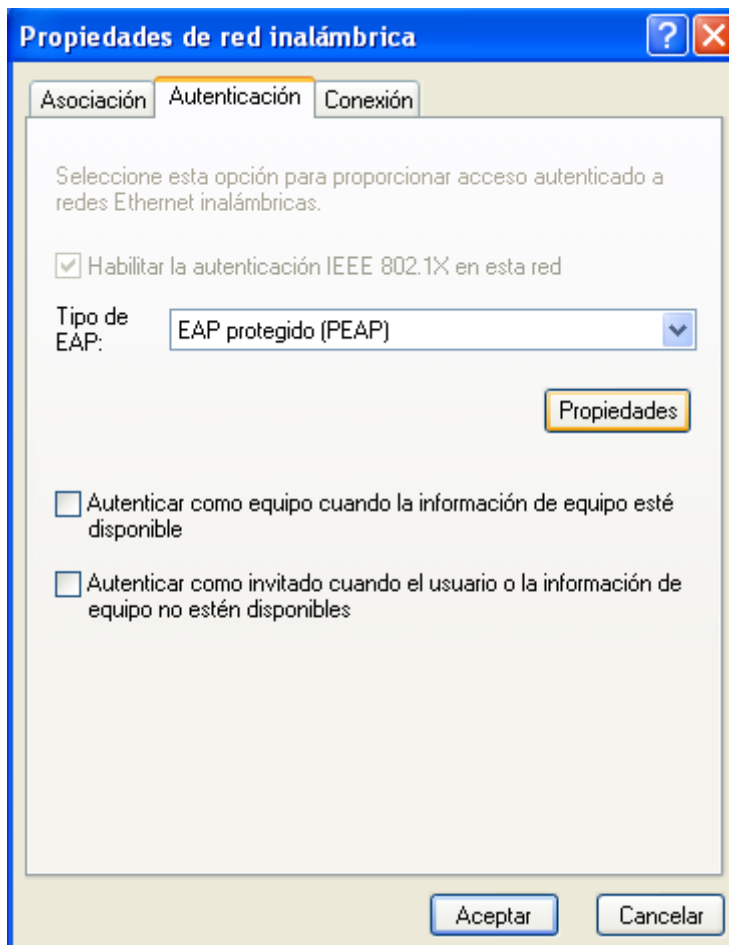 Propiedades de red inalámbrica
Asociación
Autenticación
Conexión
Seleccione esta opción para proporcionar acceso autenticado a
redes Ethernet inalámbricas.
Habilitar la autenticación IEEE 802.1X en esta red
Tipo de
EAP:
EAP protegido (PEAP)
Propiedades
Autenticar como equipo cuando la información de equipo esté
disponible
Autenticar como invitado cuando el usuario o la información de
equipo no estén disponibles
Aceptar
Cancelar